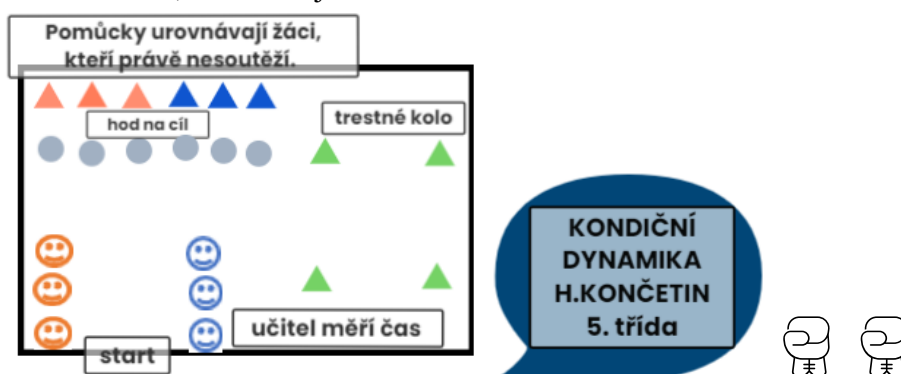 Pomůcky urovnávají žáci,
kteří právě nesoutěží.
hod na cíl
trestné kolo
učitel měří čas
start
KONDIČNÍ
DYNAMIKA
H.KONČETIN
5. třída